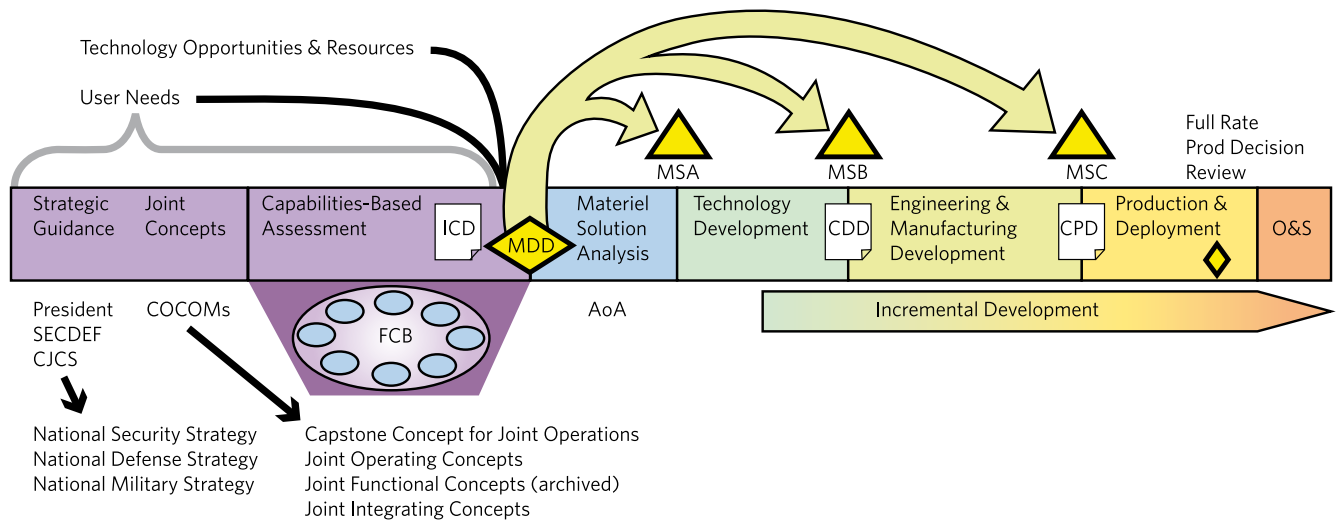 Technology Opportunities & Resources
User Needs
MSA
MSB
MSC
Full Rate
Prod Decision
Review
Strategic
Guidance
Joint
Concepts
Capabilities-Based
Assessment
ICD
MDD
Materiel
Solution
Analysis
Technology
Development
CDD
Engineering &
Manufacturing
Development
CPD
Production &
Deployment
O&S
President
SECDEF
CJCS
COCOMs
FCB
AoA
Incremental Development
National Security Strategy
National Defense Strategy
National Military Strategy
Capstone Concept for Joint Operations
Joint Operating Concepts
Joint Functional Concepts (archived)
Joint Integrating Concepts